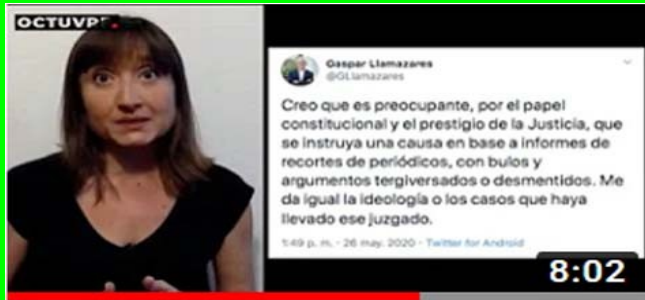 OCTUVRE.
Gaspar Llamazares
@GLlamazares
Creo que es preocupante, por el papel
constitucional y el prestigio de la Justicia, que
se instruya una causa en base a informes de
recortes de periódicos, con bulos y
argumentos tergiversados o desmentidos. Me
da igual la ideología o los casos que haya
llevado ese juzgado.
1:49 p. m. · 26 may. 2020 · Twitter for Android
8:02